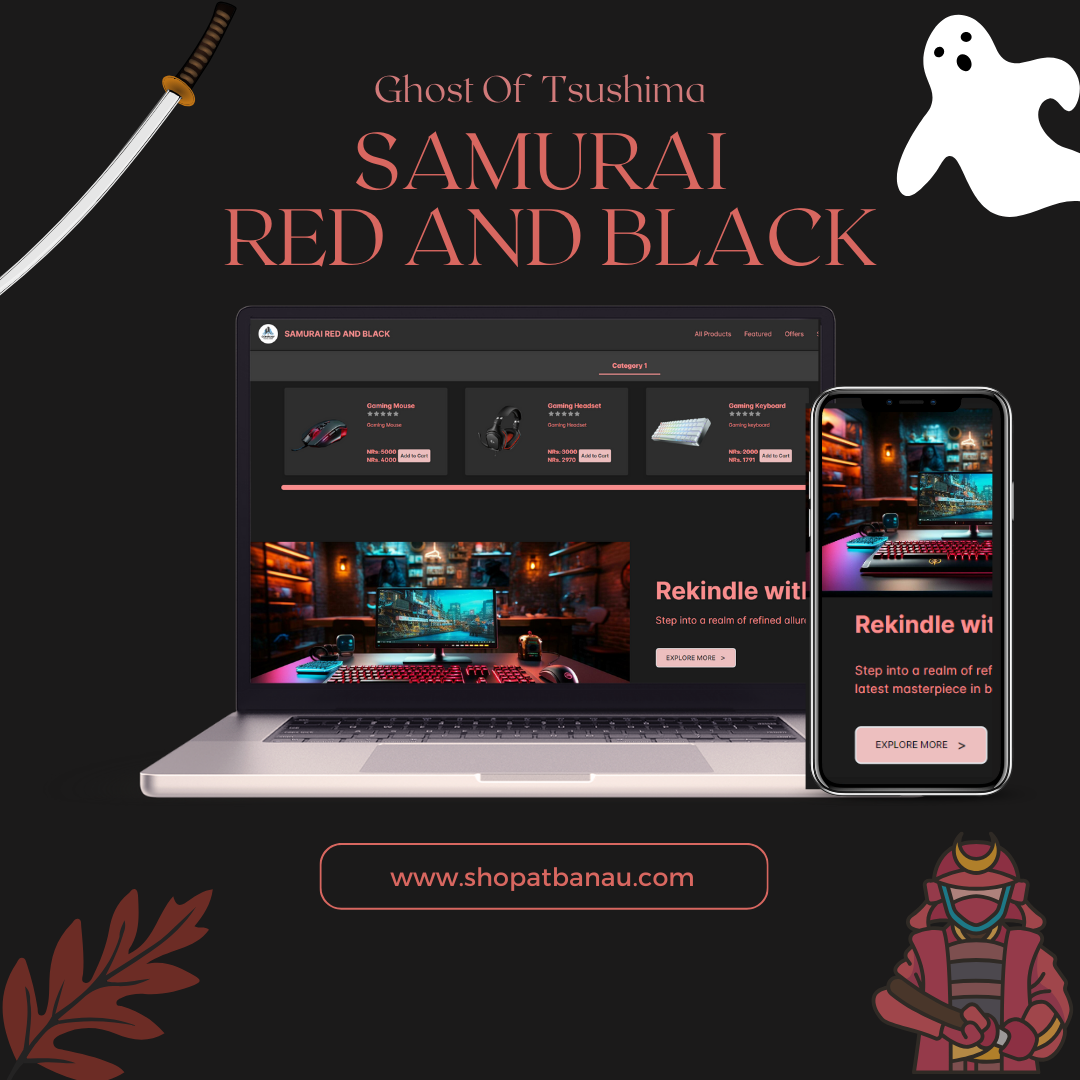 Ghost Of Tsushima
SAMURAI
RED AND BLACK
SAMURAI RED AND BLACK
All Products Featured Offers
Category 1
Gaming Mouse
Gaming Mouse
NRs. 5000
NRs. 4000
Add to Cart
Gaming Headset
Gaming Headset
NRs. 3000
NRs. 2970
Add to Cart
Gaming Keyboard
Gaming keyboard
NRs. 2000
NRs. 1791
Add to Cart
Rekindle with
Step into a realm of refined allure
EXPLORE MORE >
Rekindle wit
Step into a realm of ref
latest masterpiece in b
EXPLORE MORE >
www.shopatbanau.com